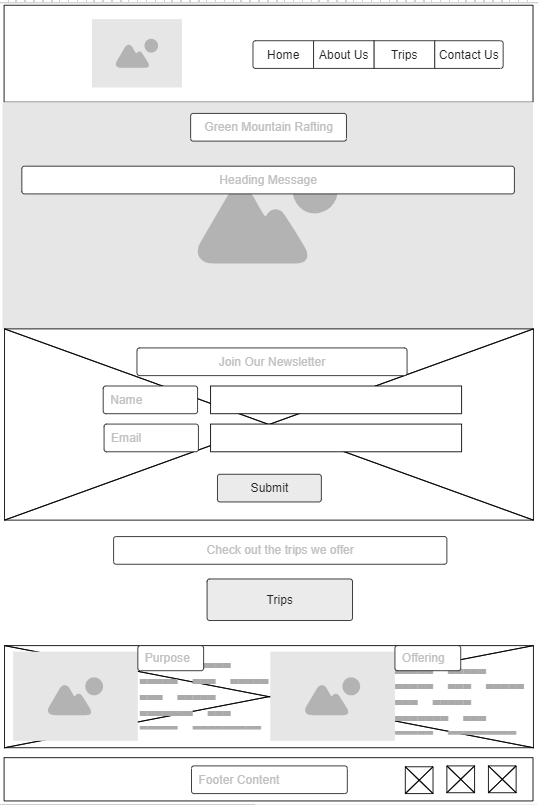 Home About Us Trips Contact Us
Green Mountain Rafting
Heading Message
Join Our Newsletter
Name
Email
Submit
Check out the trips we offer
Trips
Purpose
Offering
Footer Content